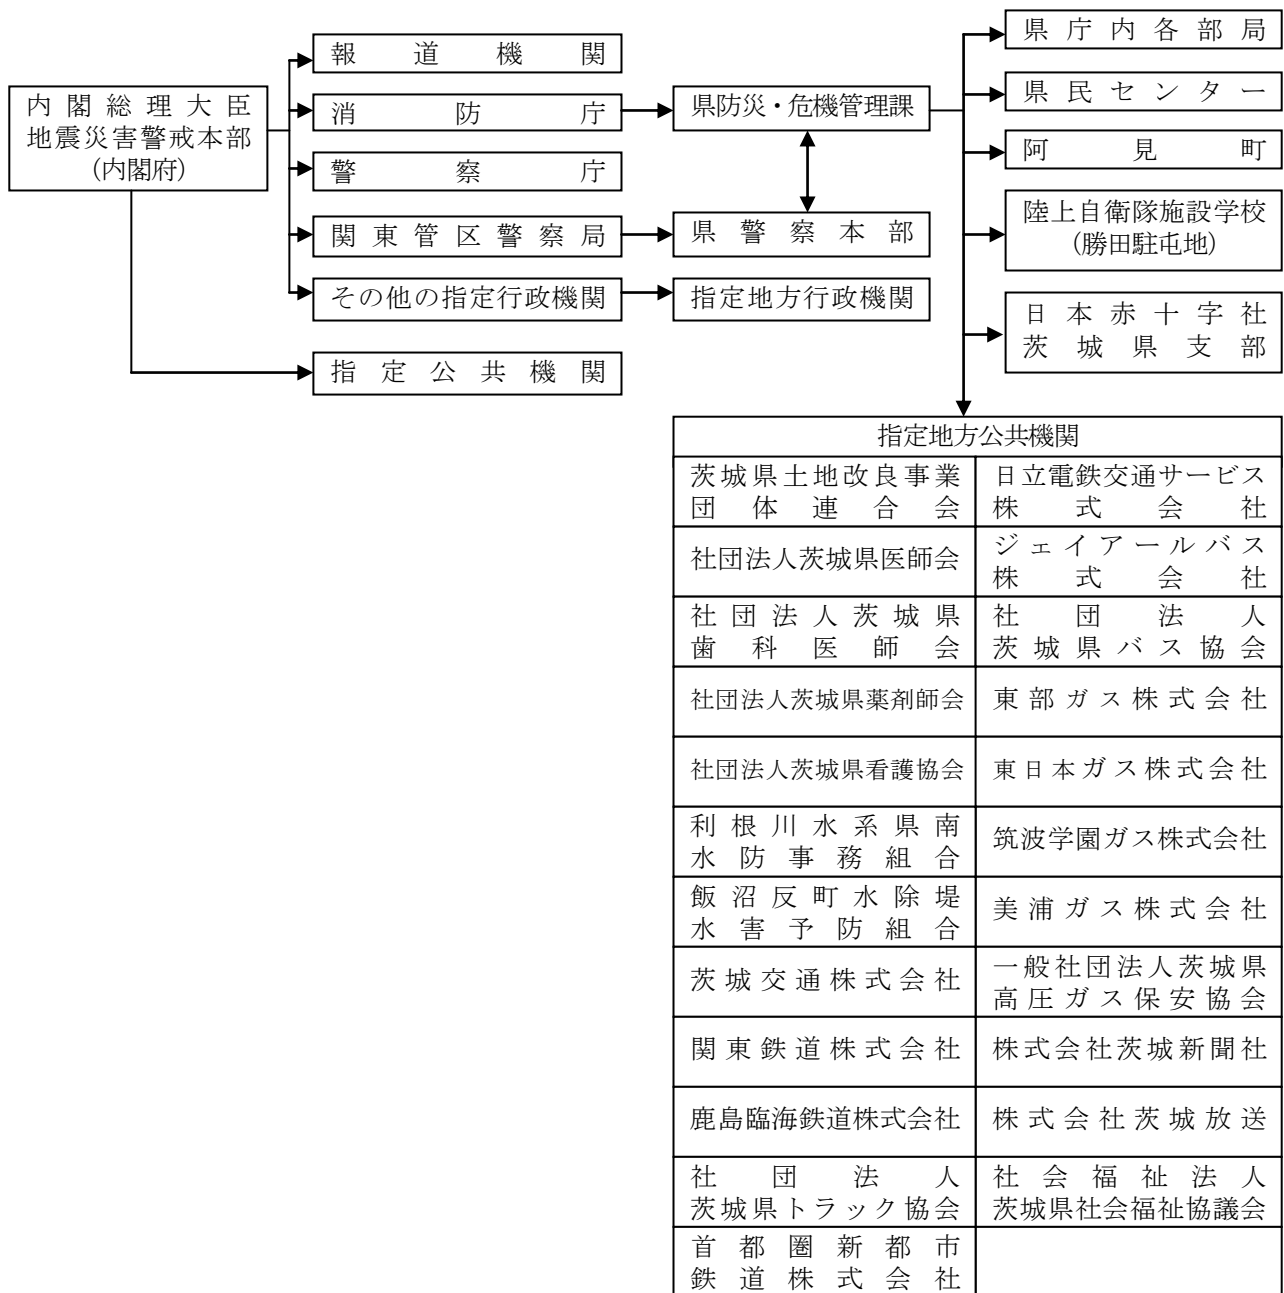 内閣総理大臣
地震災害警戒本部
(内閣府)
報道機関
消防庁
警察庁
関東管区警察局
その他の指定行政機関
指定公共機関
県防災・危機管理課
県警察本部
指定地方行政機関
県庁内各部局
県民センター
阿見町
陸上自衛隊施設学校
(勝田駐屯地)
日本赤十字社
茨城県支部
指定地方公共機関
茨城県土地改良事業
団体連合会
日立電鉄交通サービス
株式会社
社団法人茨城県医師会
ジェイアールバス
株式会社
社団法人茨城県
歯科医師会
社団法人
茨城県バス協会
社団法人茨城県薬剤師会
東部ガス株式会社
社団法人茨城県看護協会
東日本ガス株式会社
利根川水系県南
水防事務組合
筑波学園ガス株式会社
飯沼反町水除堤
水害予防組合
美浦ガス株式会社
茨城交通株式会社
一般社団法人茨城県
高圧ガス保安協会
関東鉄道株式会社
株式会社茨城新聞社
鹿島臨海鉄道株式会社
株式会社茨城放送
社団法人
茨城県トラック協会
社会福祉法人
茨城県社会福祉協議会
首都圏新都市
鉄道株式会社